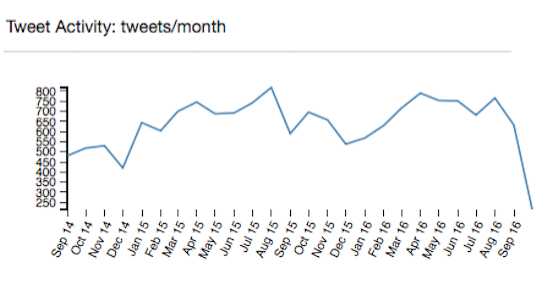 Tweet Activity: tweets/month
800
750
700
650
600
550
500
450
400
350
300
250
Sep 14
Oct 14
Nov 14
Dec 14
Jan 15
Feb 15
Mar 15
Apr 15
May 15
Jun 15
Jul 15
Aug 15
Sep 15
Oct 15
Nov 15
Dec 15
Jan 16
Feb 16
Mar 16
Apr 16
May 16
Jun 16
Jul 16
Aug 16
Sep 16